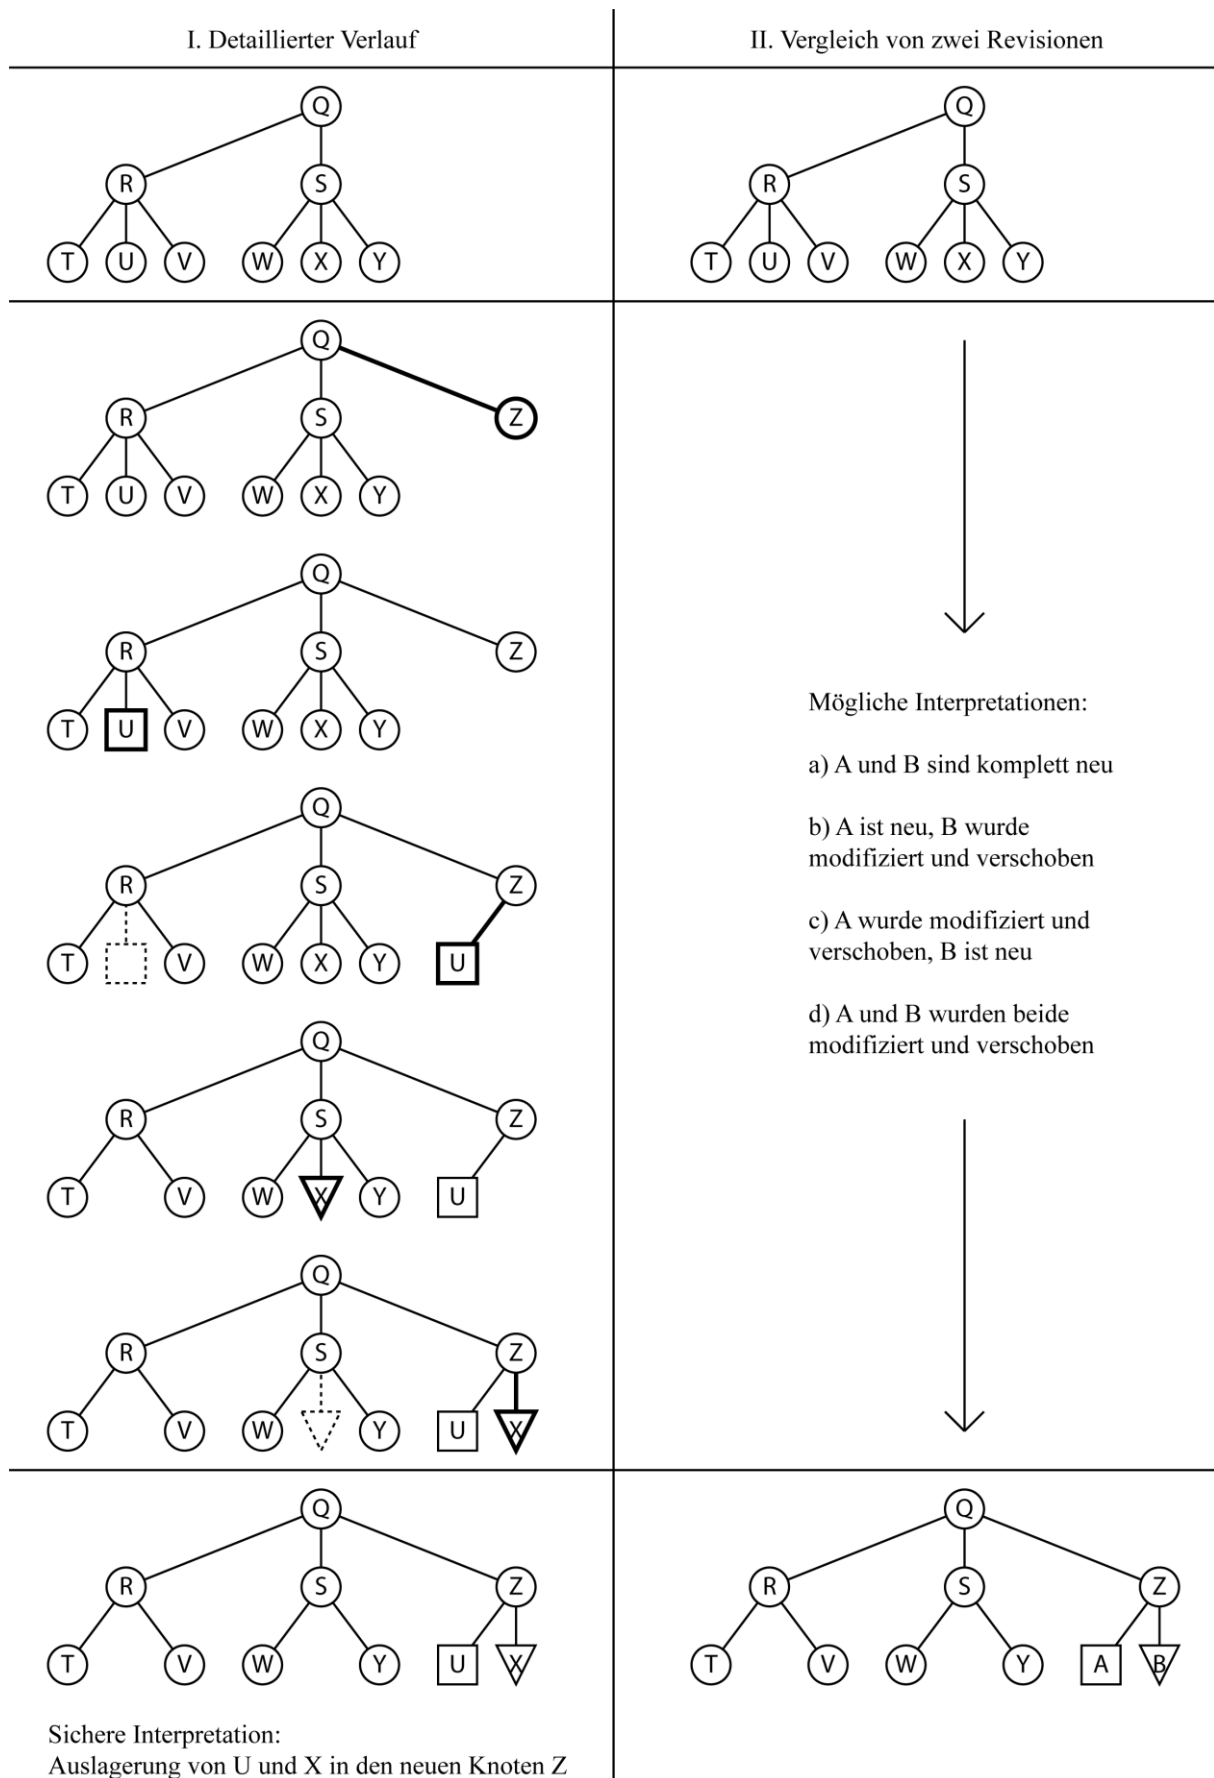 I. Detaillierter Verlauf
II. Vergleich von zwei Revisionen
Q
R S
T U V W X Y
Q
R S
T U V W X Y
Q
R S Z
T U V W X Y
Q
R S Z
T U V W X Y
Q
R S Z
T V W X Y U
Q
R S Z
T V W X Y U
Q
R S Z
T V W Y U X
Mögliche Interpretationen:
a) A und B sind komplett neu
b) A ist neu, B wurde
modifiziert und verschoben
c) A wurde modifiziert und
verschoben, B ist neu
d) A und B wurden beide
modifiziert und verschoben
Q
R S Z
T V W Y U X
Sichere Interpretation:
Auslagerung von U und X in den neuen Knoten Z
Q
R S Z
T V W Y A B